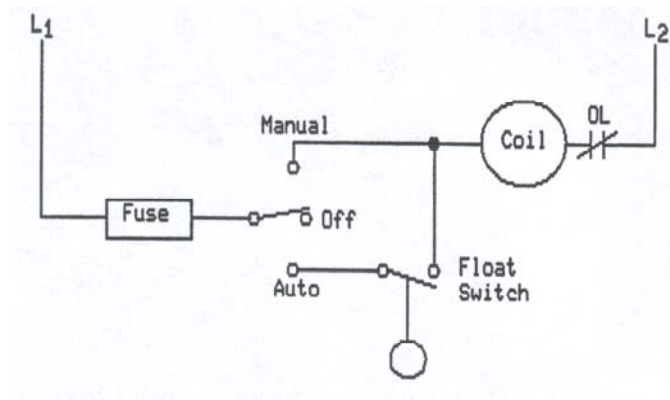 L1
L2
OL
Manual
Coil
Fuse
Off
Auto
Float
Switch